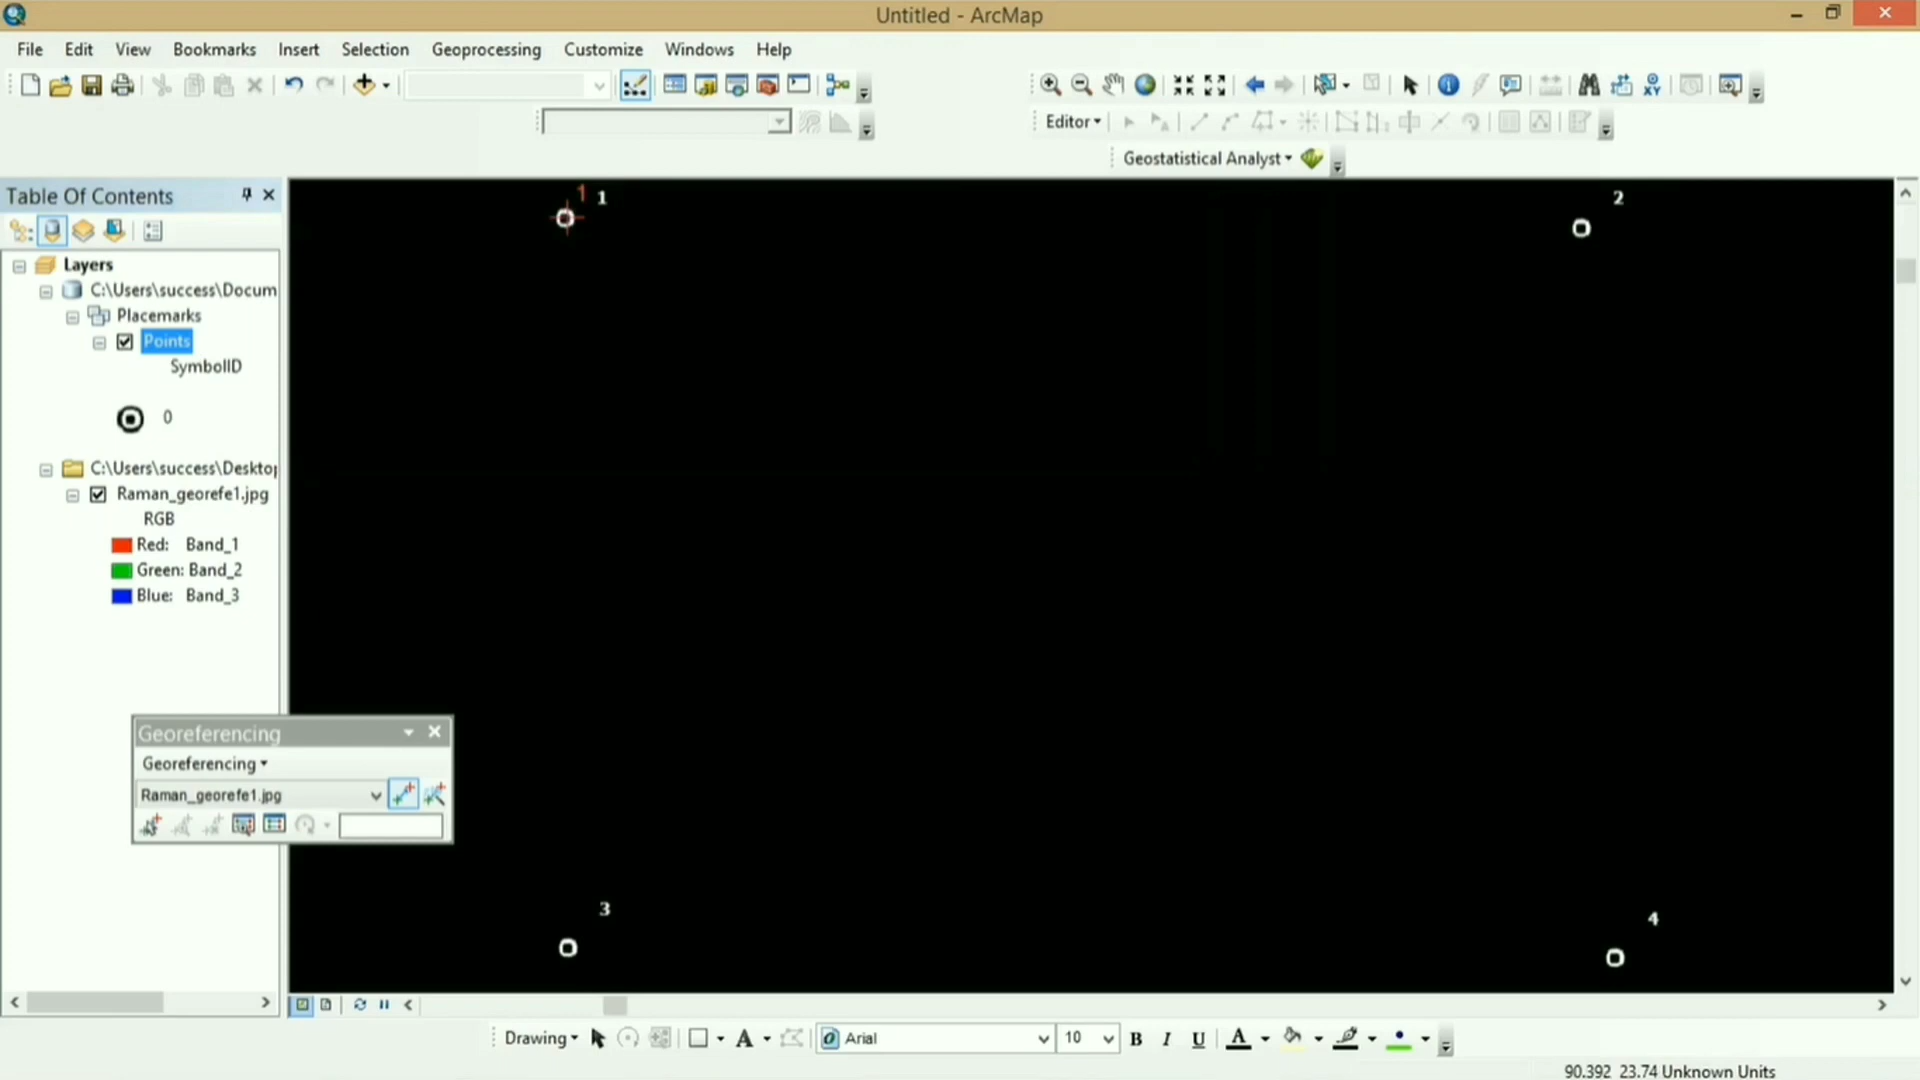 Untitled - ArcMap
File Edit View Bookmarks Insert Selection Geoprocessing Customize Windows Help
Editor
Geostatistical Analyst
Table Of Contents
Layers
C:\Users\success\Docum
Placemarks
Points
SymbolID
0
C:\Users\success\Desktop
Raman_georefe1.jpg
RGB
Red: Band_1
Green: Band_2
Blue: Band_3
1 1
2
3
4
Georeferencing
Georeferencing
Raman_georefe1.jpg
Drawing A Arial 10 B I U A
90.392 23.74 Unknown Units